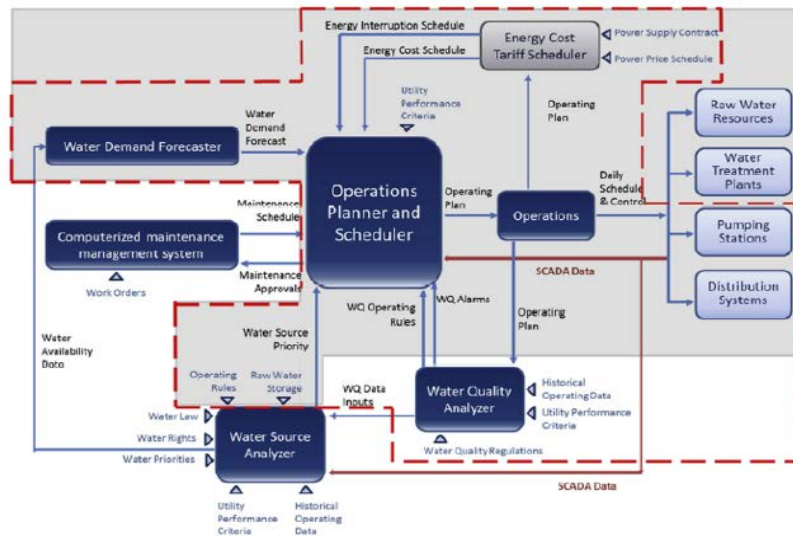 Energy Interruption Schedule
Energy Cost Schedule
Energy Cost
Tariff Scheduler
Power Supply Contract
Power Price Schedule
Utility
Performance
Criteria
Operating
Plan
Raw Water
Resources
Water Demand Forecaster
Water
Demand
Forecast
Water
Treatment
Plants
Operations
Planner and
Scheduler
Operating
Plan
Operations
Daily
Schedule
& Control
Maintenance
Schedule
Computerized maintenance
management system
Maintenance
Approvals
Work Orders
Pumping
Stations
SCADA Data
Distribution
Systems
WQ Operating
Rules
WQ Alarms
Operating
Plan
Water Source
Priority
Water
Availability
Data
Operating
Rules
Raw Water
Storage
WQ Data
Inputs
Water Quality
Analyzer
Historical
Operating Data
Utility Performance
Criteria
Water Law
Water Rights
Water Priorities
Water Source
Analyzer
Water Quality Regulations
SCADA Data
Utility
Performance
Criteria
Historical
Operating
Data